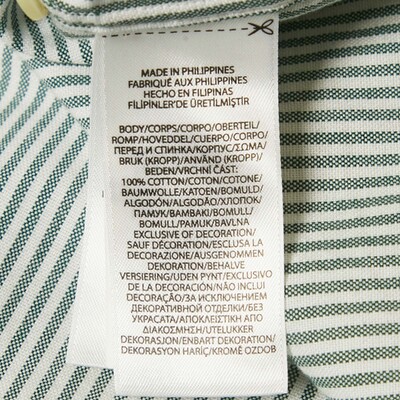 MADE IN PHILIPPINES
FABRIQUÉ AUX PHILIPPINES
HECHO EN FILIPINAS
FİLİPİNLER'DE ÜRETİLMİŞTİR
BODY/CORPS/CORPO/OBERTEIL/
ROMP/HOVEDDEL/CUERPO/CORPO/
ПЕРЕД И СПИНКА/КОРПУС/ΣΩΜΑ/
BRUK (KROPP)/ANVÄND (KROPP)/
BEDEN/VRCHNÍ ČÁST:
100% COTTON/COTON/COTONE/
BAUMWOLLE/KATOEN/BOMULD/
ALGODÓN/ALGODÃO/ХЛОПОК/
ПАМУК/BAMBAKI/BOMULL/
BOMULL/PAMUK/BAVLNA
EXCLUSIVE OF DECORATION/
SAUF DÉCORATION/ESCLUSA LA
DECORAZIONE/AUSGENOMMEN
DEKORATION/BEHALVE
VERSIERING/UDEN PYNT/EXCLUSIVO
DE LA DECORACIÓN/NÃO INCLUI
DECORAÇÃO/ЗА ИСКЛЮЧЕНИЕМ
ДЕКОРАТИВНОЙ ОТДЕЛКИ/БЕЗ
УКРАСАТА/ΑΠΟΚΛΕΙΕΤΑΙ ΑΠΟ
ΔΙΑΚΟΣΜΗΣΗ/UTELUKKER
DEKORASJON/ENBART DEKORATION/
DEKORASYON HARİÇ/KROMĚ OZDOB